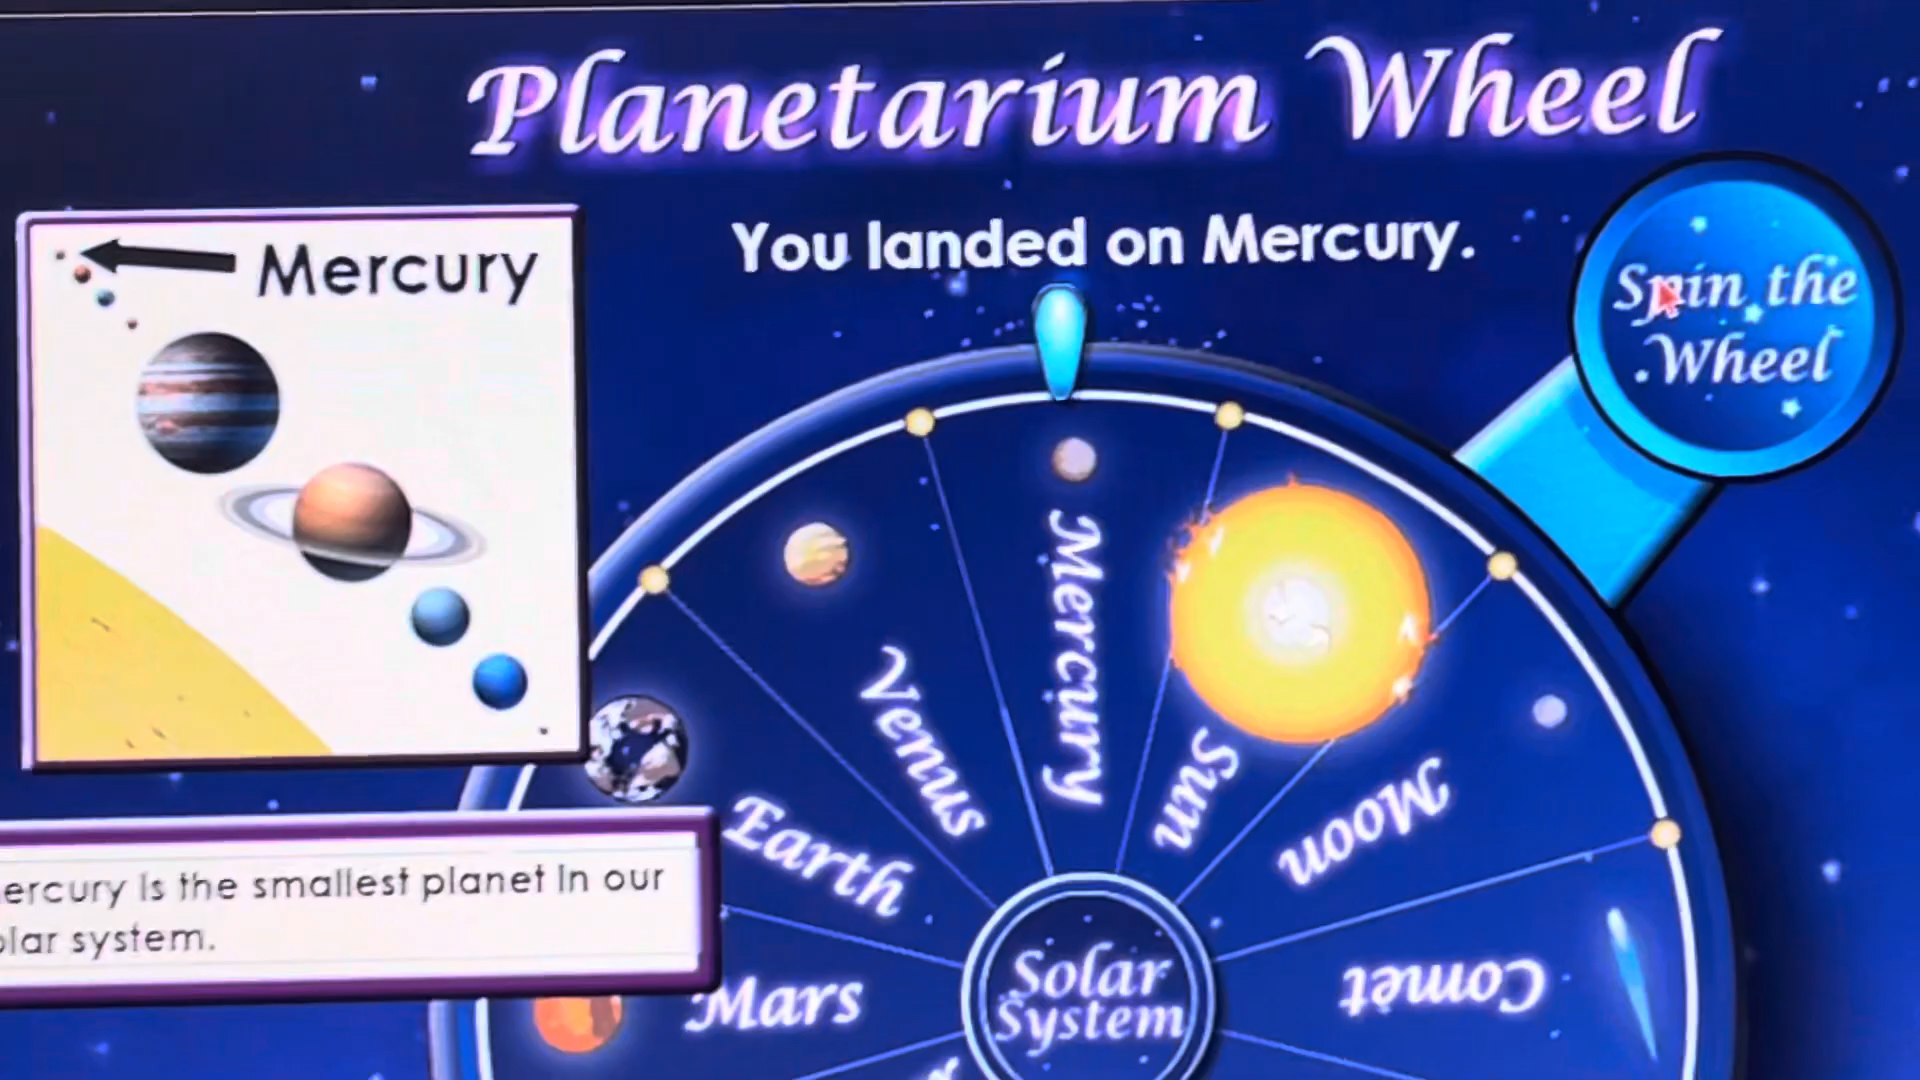 Planetarium Wheel
Mercury
You landed on Mercury.
Spin the
Wheel
Mercury
Venus
Sun
Earth
Moon
ercury is the smallest planet in our
olar system.
Mars
Comet
Solar
System